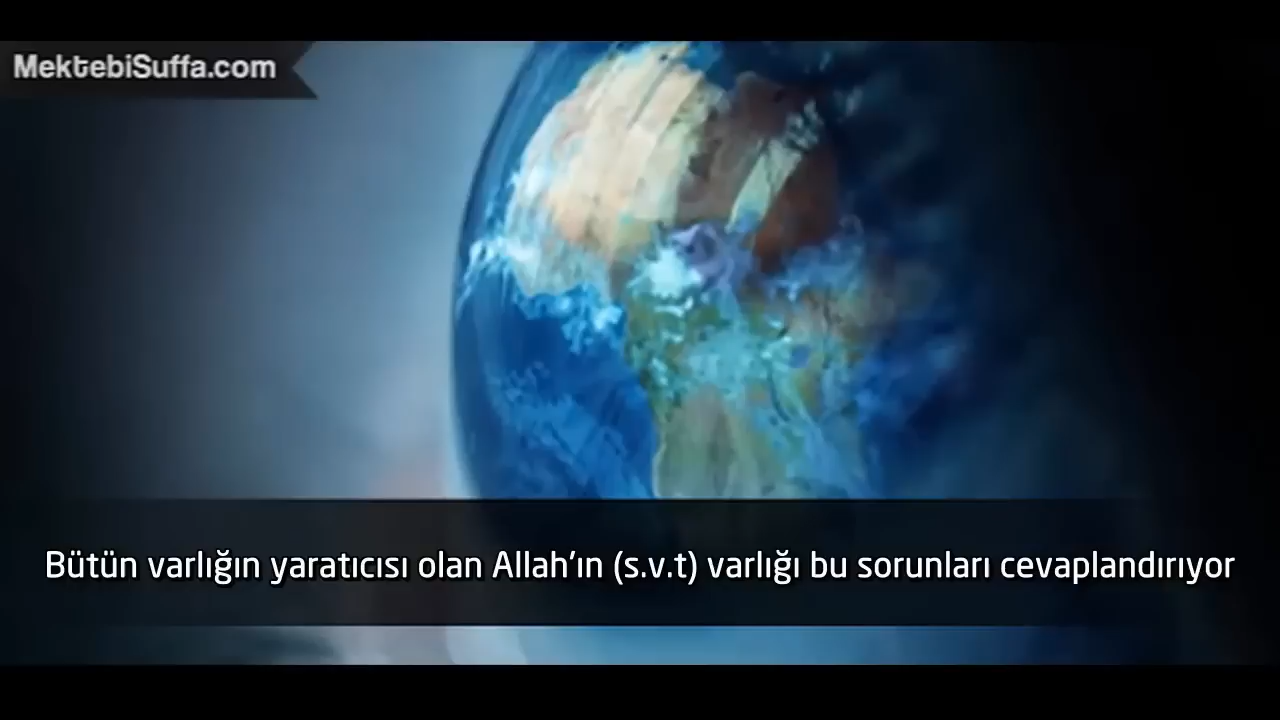 MektebiSuffa.com
Bütün varlığın yaratıcısı olan Allah'ın (s.v.t) varlığı bu sorunları cevaplandırıyor